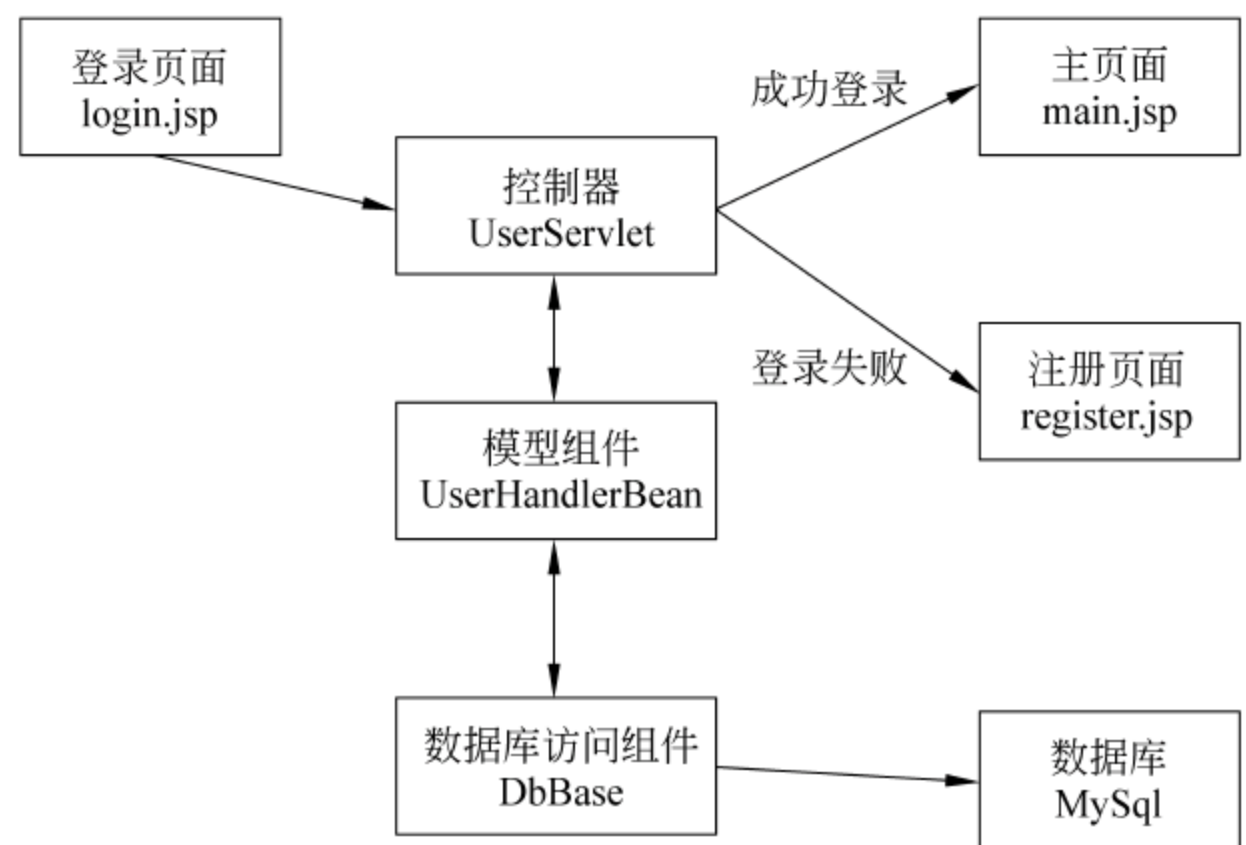 登录页面
login.jsp
成功登录
主页面
main.jsp
控制器
UserServlet
登录失败
注册页面
register.jsp
模型组件
UserHandlerBean
数据库访问组件
DbBase
数据库
MySql